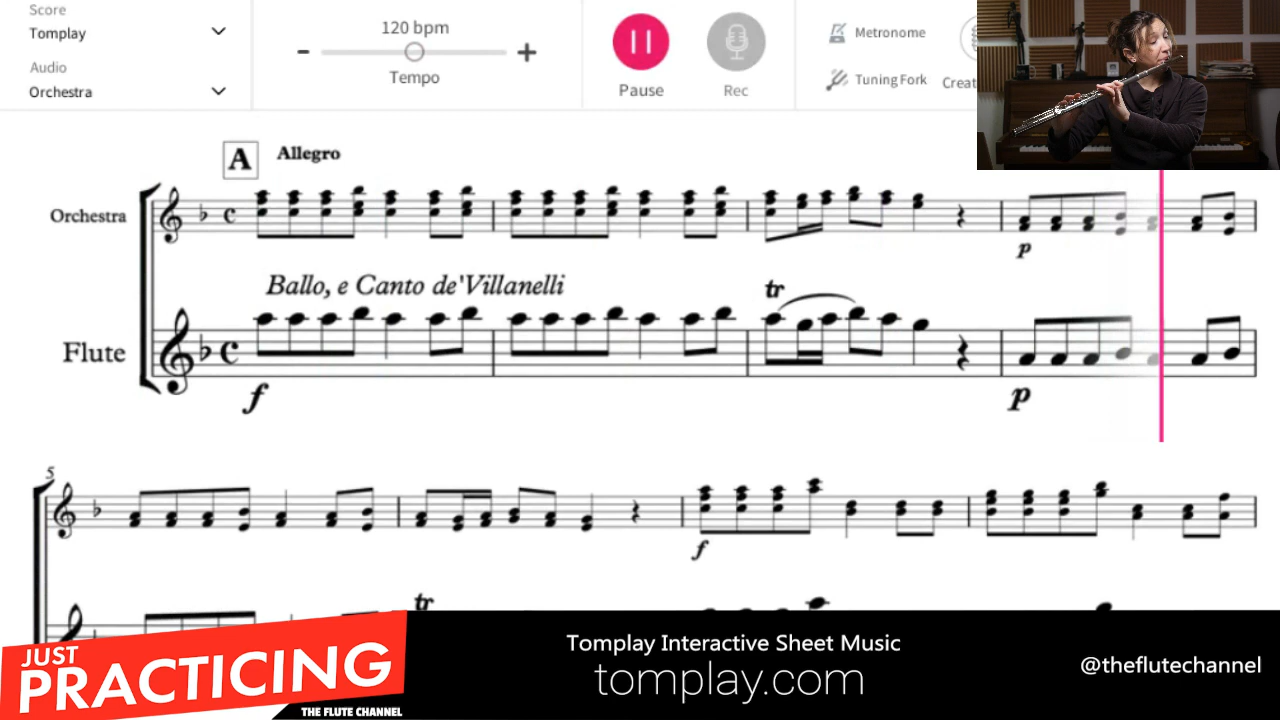 Score
Tomplay
Audio
Orchestra
120 bpm
Tempo
Pause
Rec
Metronome
Tuning Fork
Creat
A
Allegro
Orchestra
p
Ballo, e Canto de'Villanelli
tr
Flute
f
p
5
f
tr
JUST
PRACTICING
THE FLUTE CHANNEL
Tomplay Interactive Sheet Music
tomplay.com
@theflutechannel